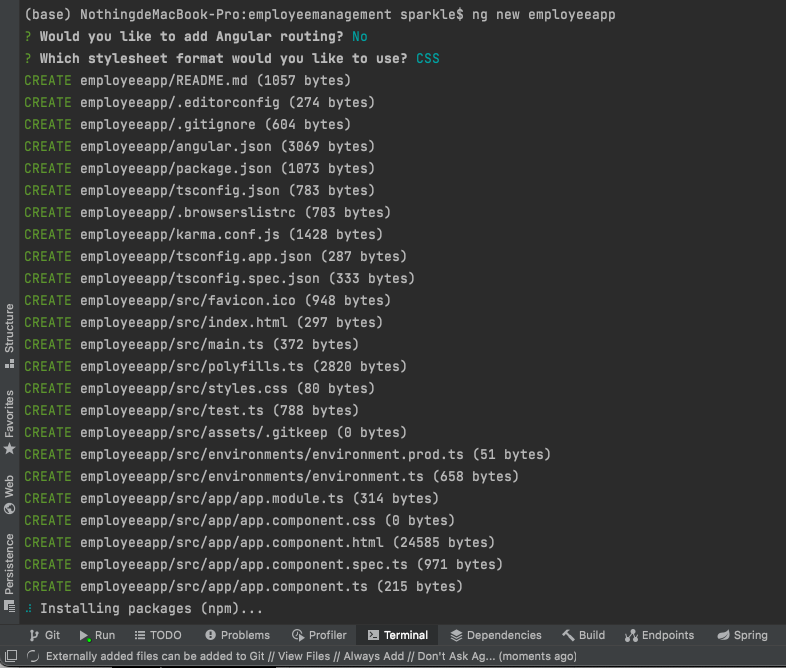 (base) NothingdeMacBook-Pro:employeemanagement sparkle$ ng new employeeapp
? Would you like to add Angular routing? No
? Which stylesheet format would you like to use? CSS
CREATE employeeapp/README.md (1057 bytes)
CREATE employeeapp/.editorconfig (274 bytes)
CREATE employeeapp/.gitignore (604 bytes)
CREATE employeeapp/angular.json (3069 bytes)
CREATE employeeapp/package.json (1073 bytes)
CREATE employeeapp/tsconfig.json (783 bytes)
CREATE employeeapp/.browserslistrc (703 bytes)
CREATE employeeapp/karma.conf.js (1428 bytes)
CREATE employeeapp/tsconfig.app.json (287 bytes)
CREATE employeeapp/tsconfig.spec.json (333 bytes)
CREATE employeeapp/src/favicon.ico (948 bytes)
CREATE employeeapp/src/index.html (297 bytes)
CREATE employeeapp/src/main.ts (372 bytes)
CREATE employeeapp/src/polyfills.ts (2820 bytes)
CREATE employeeapp/src/styles.css (80 bytes)
CREATE employeeapp/src/test.ts (788 bytes)
CREATE employeeapp/src/assets/.gitkeep (0 bytes)
CREATE employeeapp/src/environments/environment.prod.ts (51 bytes)
CREATE employeeapp/src/environments/environment.ts (658 bytes)
CREATE employeeapp/src/app/app.module.ts (314 bytes)
CREATE employeeapp/src/app/app.component.css (0 bytes)
CREATE employeeapp/src/app/app.component.html (24585 bytes)
CREATE employeeapp/src/app/app.component.spec.ts (971 bytes)
CREATE employeeapp/src/app/app.component.ts (215 bytes)
Installing packages (npm)...
Structure
Favorites
Web
Persistence
Git Run TODO Problems Profiler Terminal Dependencies Build Endpoints Spring
Externally added files can be added to Git // View Files // Always Add // Don't Ask Ag... (moments ago)